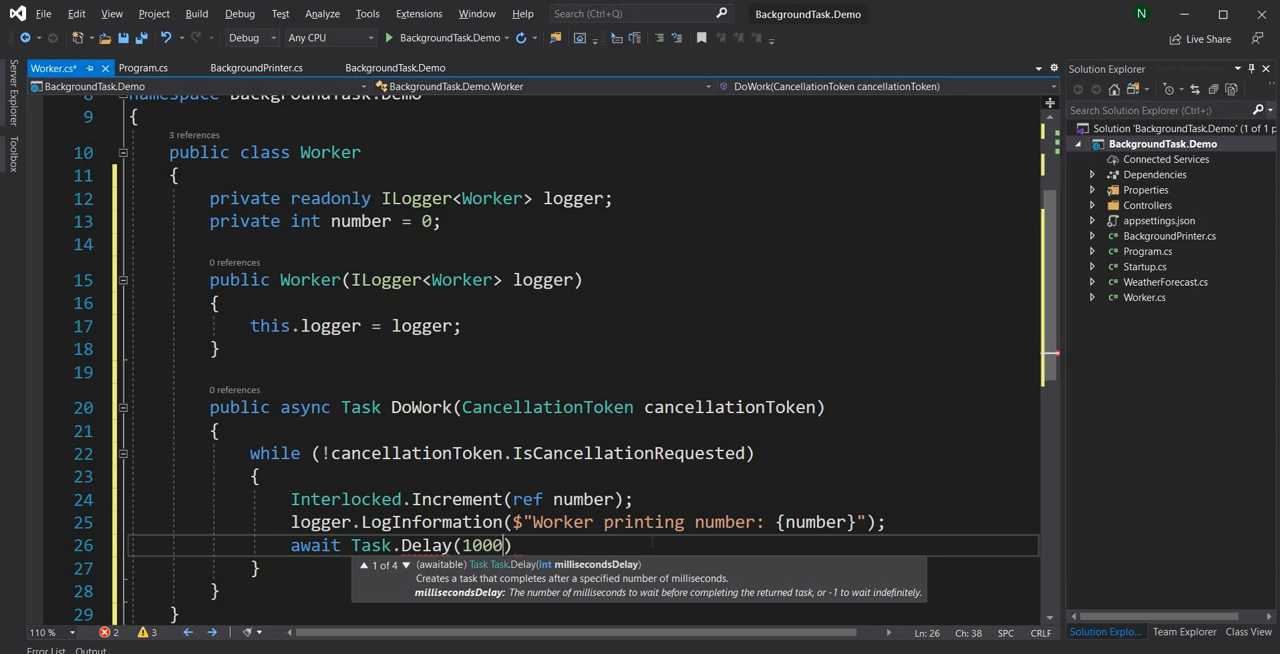 File Edit View Project Build Debug Test Analyze Tools Extensions Window Help Search (Ctrl+Q) BackgroundTask.Demo N
Debug Any CPU BackgroundTask.Demo Live Share
Server Explorer
Toolbox
Worker.cs* Program.cs BackgroundPrinter.cs BackgroundTask.Demo
BackgroundTask.Demo BackgroundTask.Demo.Worker DoWork(CancellationToken cancellationToken)
8 namespace BackgroundTask.Demo
9 {
3 references
10 public class Worker
11 {
12 private readonly ILogger<Worker> logger;
13 private int number = 0;
14
0 references
15 public Worker(ILogger<Worker> logger)
16 {
17 this.logger = logger;
18 }
19
0 references
20 public async Task DoWork(CancellationToken cancellationToken)
21 {
22 while (!cancellationToken.IsCancellationRequested)
23 {
24 Interlocked.Increment(ref number);
25 logger.LogInformation($"Worker printing number: {number}");
26 await Task.Delay(1000)
27 }
28 }
29 }
1 of 4 (awaitable) Task Task.Delay(int millisecondsDelay)
Creates a task that completes after a specified number of milliseconds.
millisecondsDelay: The number of milliseconds to wait before completing the returned task, or -1 to wait indefinitely.
110 % 2 3 Ln: 26 Ch: 38 SPC CRLF
Error List Output
Solution Explorer
Search Solution Explorer (Ctrl+;)
Solution 'BackgroundTask.Demo' (1 of 1 p
BackgroundTask.Demo
Connected Services
Dependencies
Properties
Controllers
appsettings.json
BackgroundPrinter.cs
Program.cs
Startup.cs
WeatherForecast.cs
Worker.cs
Solution Explo... Team Explorer Class View